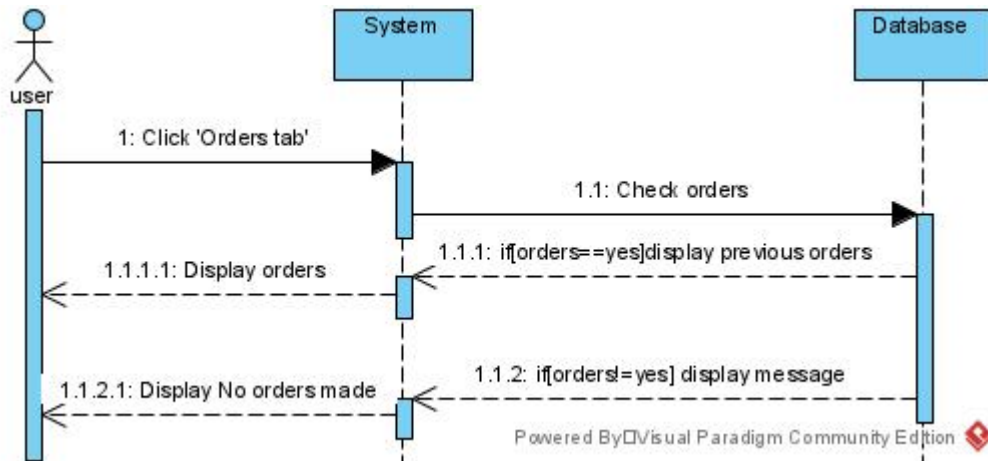 System
Database
user
1: Click 'Orders tab'
1.1: Check orders
1.1.1: if[orders==yes]display previous orders
1.1.1.1: Display orders
1.1.2: if[orders!=yes] display message
1.1.2.1: Display No orders made
Powered By□Visual Paradigm Community Edition